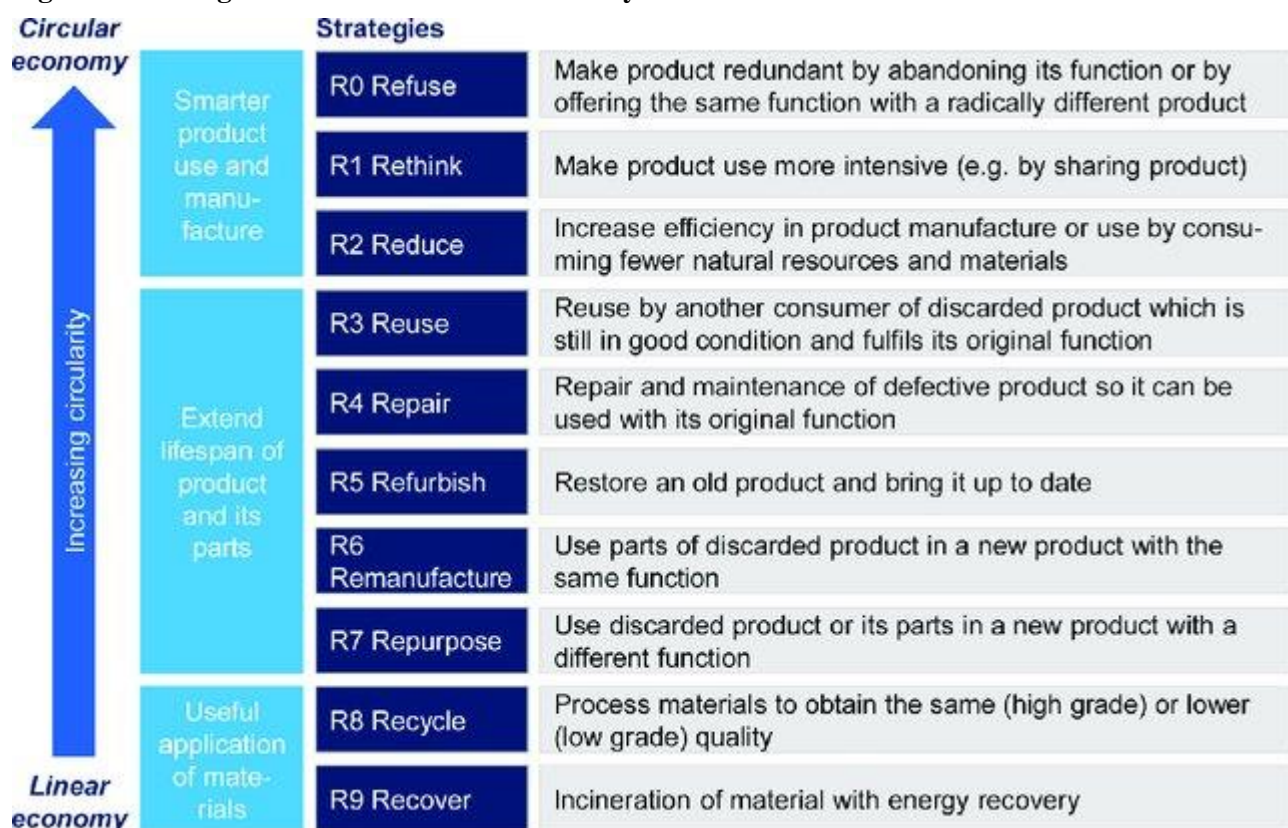 Circular
economy
Strategies
Smarter
product
use and
manu-
facture
R0 Refuse
Make product redundant by abandoning its function or by
offering the same function with a radically different product
R1 Rethink
Make product use more intensive (e.g. by sharing product)
R2 Reduce
Increase efficiency in product manufacture or use by consu-
ming fewer natural resources and materials
Increasing circularity
Extend
lifespan of
product
and its
parts
R3 Reuse
Reuse by another consumer of discarded product which is
still in good condition and fulfils its original function
R4 Repair
Repair and maintenance of defective product so it can be
used with its original function
R5 Refurbish
Restore an old product and bring it up to date
R6
Remanufacture
Use parts of discarded product in a new product with the
same function
R7 Repurpose
Use discarded product or its parts in a new product with a
different function
Useful
application
of mate-
rials
R8 Recycle
Process materials to obtain the same (high grade) or lower
(low grade) quality
R9 Recover
Incineration of material with energy recovery
Linear
economy